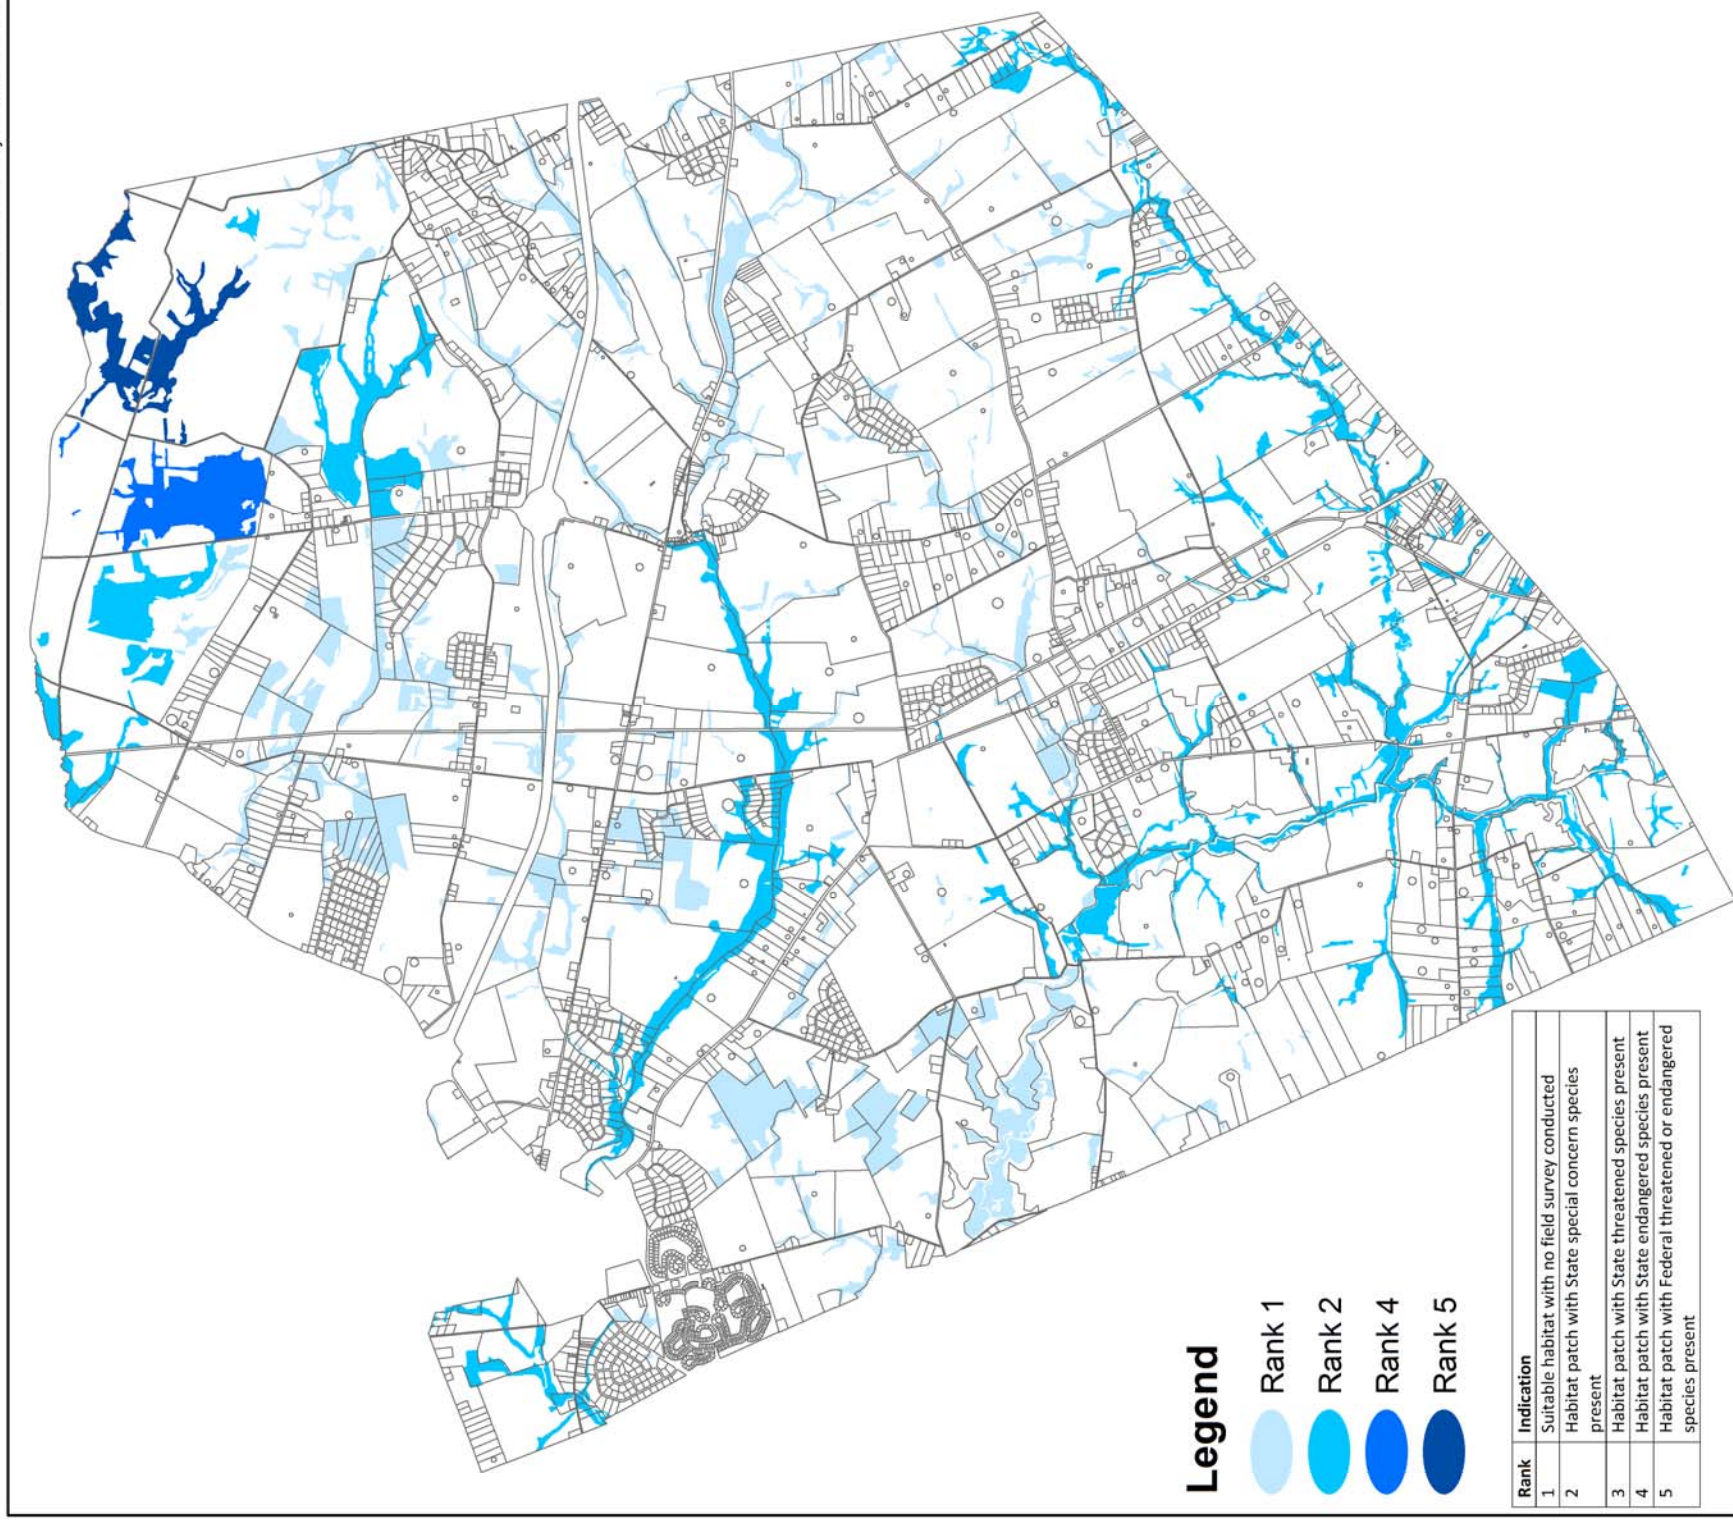 Legend
Rank 1
Rank 2
Rank 4
Rank 5
Rank Indication
1 Suitable habitat with no field survey conducted
2 Habitat patch with State special concern species
present
3 Habitat patch with State threatened species present
4 Habitat patch with State endangered species present
5 Habitat patch with Federal threatened or endangered
species present